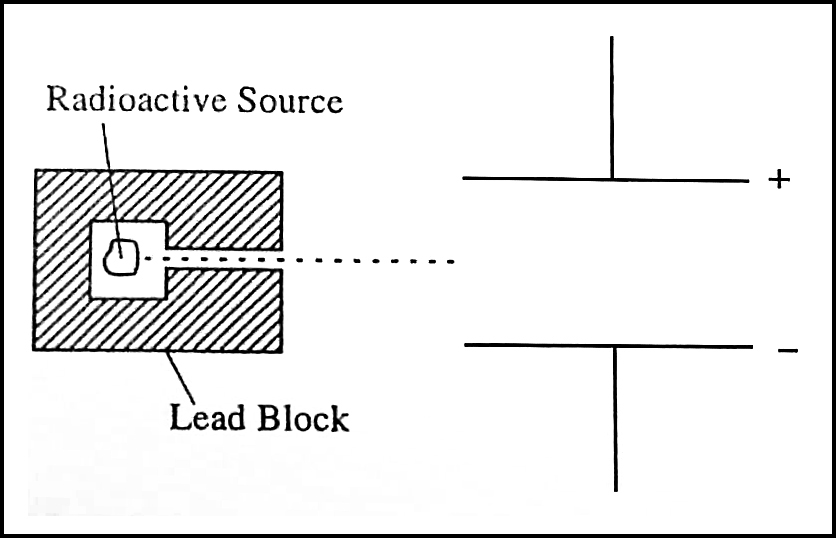 Radioactive Source
+
–
Lead Block